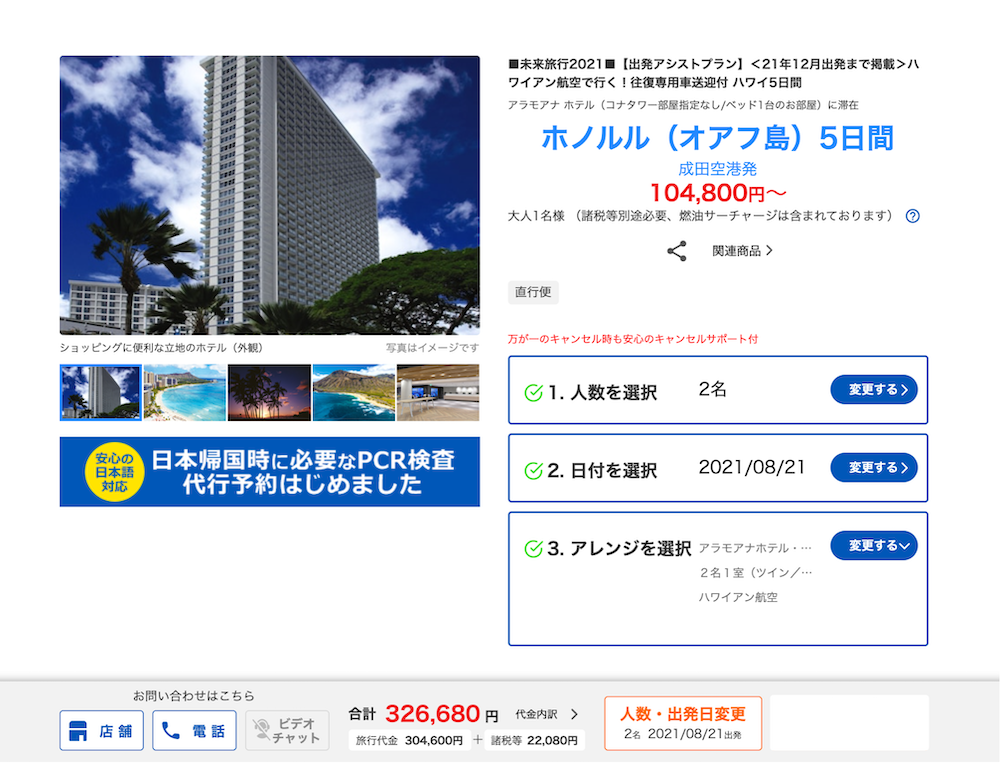 ■未来旅行2021■【出発アシストプラン】＜21年12月出発まで掲載＞ハ
ワイアン航空で行く！往復専用車送迎付 ハワイ5日間
アラモアナ ホテル（コナタワー部屋指定なし/ベッド1台のお部屋）に滞在
ホノルル（オアフ島）5日間
成田空港発
104,800円〜
大人1名様 （諸税等別途必要、燃油サーチャージは含まれております） ?
関連商品
直行便
ショッピングに便利な立地のホテル（外観）
写真はイメージです
安心の
日本語
対応
日本帰国時に必要なPCR検査
代行予約はじめました
万が一のキャンセル時も安心のキャンセルサポート付
1. 人数を選択 2名 変更する
2. 日付を選択 2021/08/21 変更する
3. アレンジを選択 アラモアナホテル・… 変更する
２名１室（ツイン／…
ハワイアン航空
お問い合わせはこちら
店舗
電話
ビデオ
チャット
合計 326,680 円 代金内訳
旅行代金 304,600円 + 諸税等 22,080円
人数・出発日変更
2名 2021/08/21出発